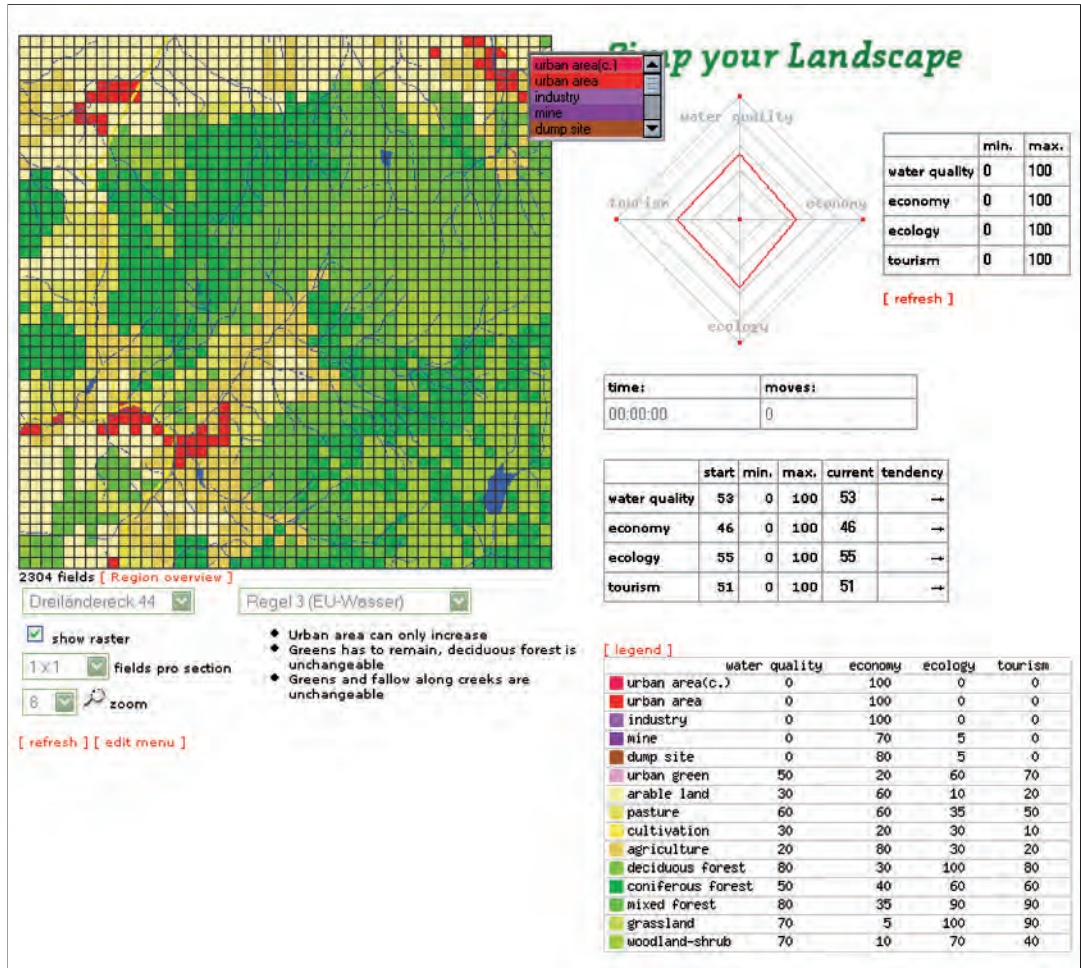 Pimp your Landscape
urban area(c.)
urban area
industry
mine
dump site
water quality
tourism
economy
ecology
min. max.
water quality 0 100
economy 0 100
ecology 0 100
tourism 0 100
[ refresh ]
time: moves:
00:00:00 0
start min. max. current tendency
water quality 53 0 100 53 →
economy 46 0 100 46 →
ecology 55 0 100 55 →
tourism 51 0 100 51 →
2304 fields [ Region overview ]
Dreiländereck 44 Regel 3 (EU-Wasser)
show raster
1 x 1 fields pro section
8 zoom
[ refresh ] [ edit menu ]
◆ Urban area can only increase
◆ Greens has to remain, deciduous forest is
unchangeable
◆ Greens and fallow along creeks are
unchangeable
[ legend ]
water quality economy ecology tourism
urban area(c.) 0 100 0 0
urban area 0 100 0 0
industry 0 100 0 0
mine 0 70 5 0
dump site 0 80 5 0
urban green 50 20 60 70
arable land 30 60 10 20
pasture 60 60 35 50
cultivation 30 20 30 10
agriculture 20 80 30 20
deciduous forest 80 30 100 80
coniferous forest 50 40 60 60
mixed forest 80 35 90 90
grassland 70 5 100 90
woodland-shrub 70 10 70 40